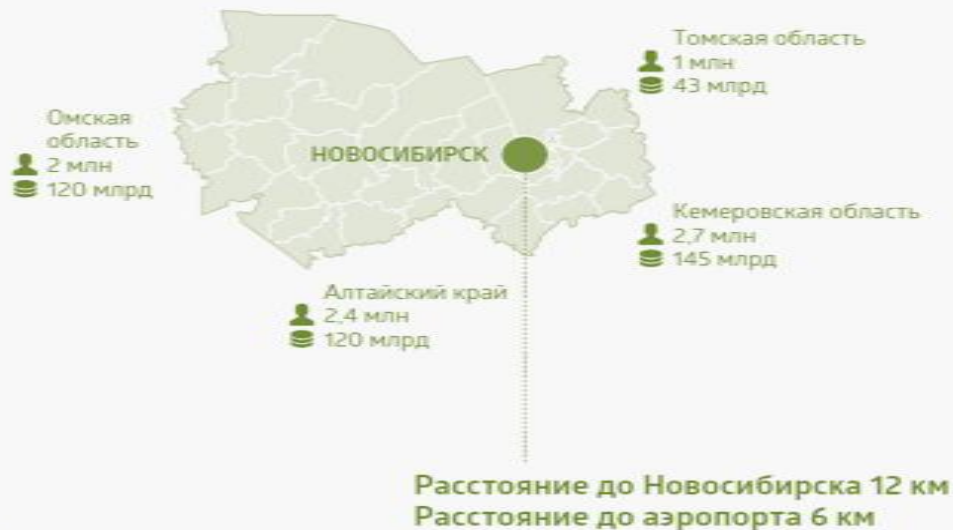 Томская область
1 млн
43 млрд
Омская
область
2 млн
120 млрд
НОВОСИБИРСК
Кемеровская область
2,7 млн
145 млрд
Алтайский край
2,4 млн
120 млрд
Расстояние до Новосибирска 12 км
Расстояние до аэропорта 6 км